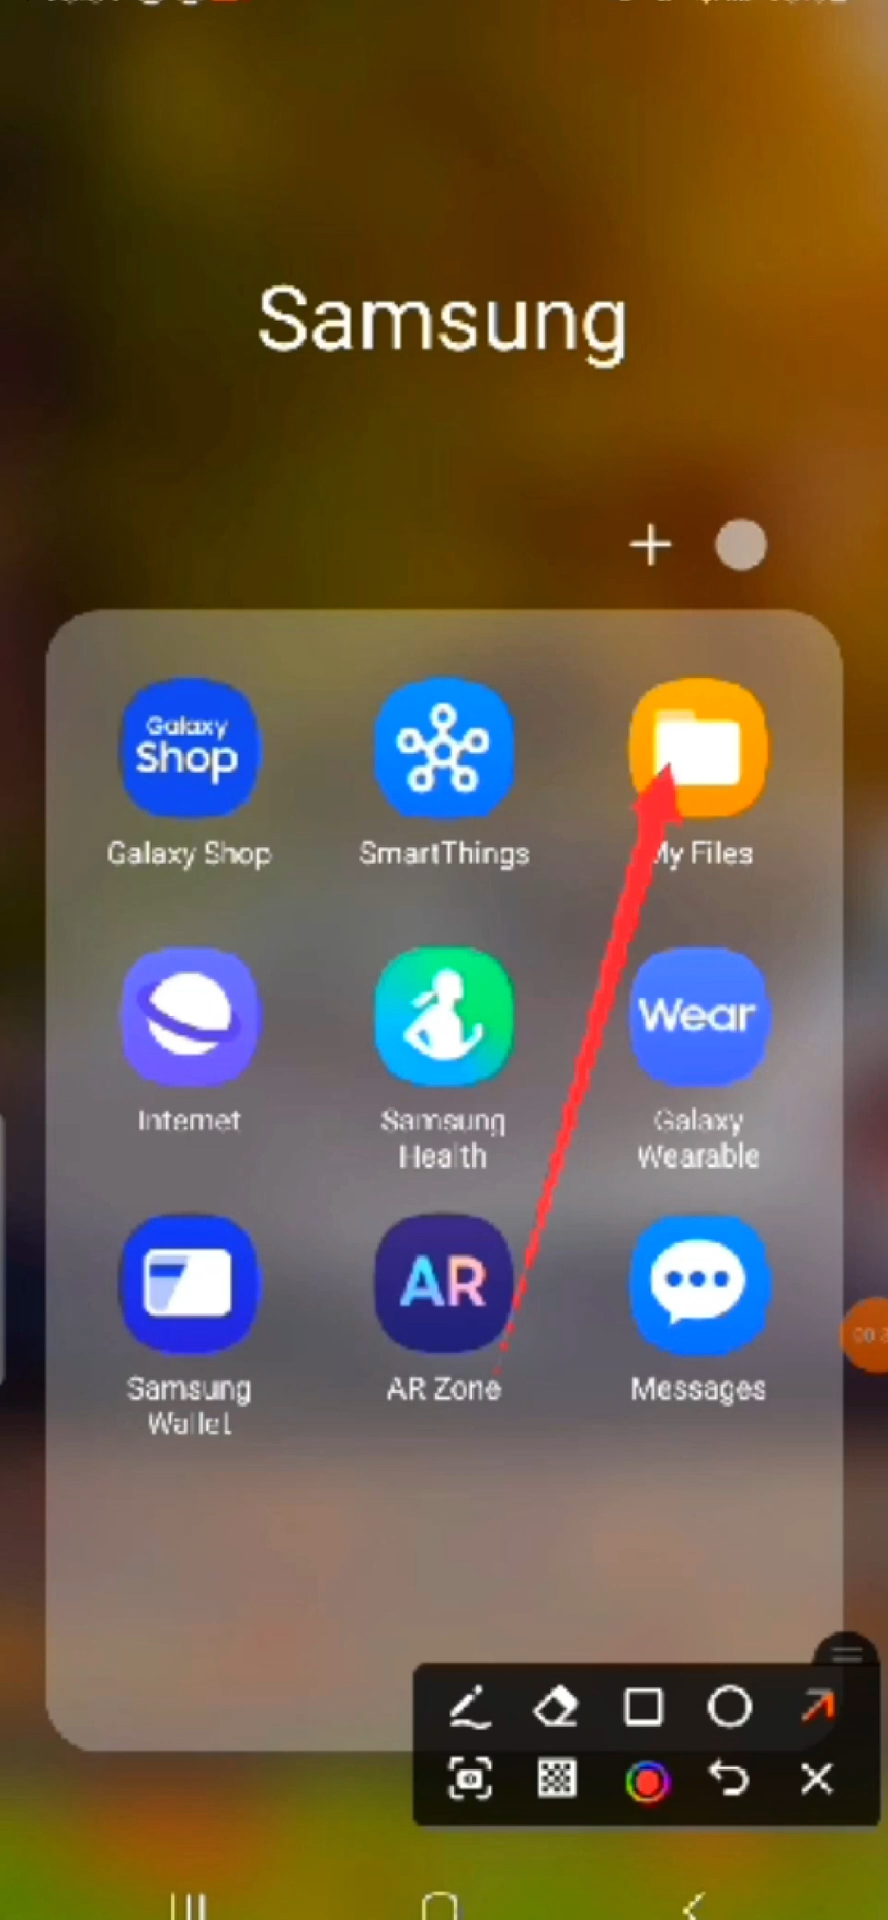 Samsung
Galaxy
Shop
Galaxy Shop
SmartThings
My Files
Internet
Samsung
Health
Wear
Galaxy
Wearable
Samsung
Wallet
AR
AR Zone
Messages